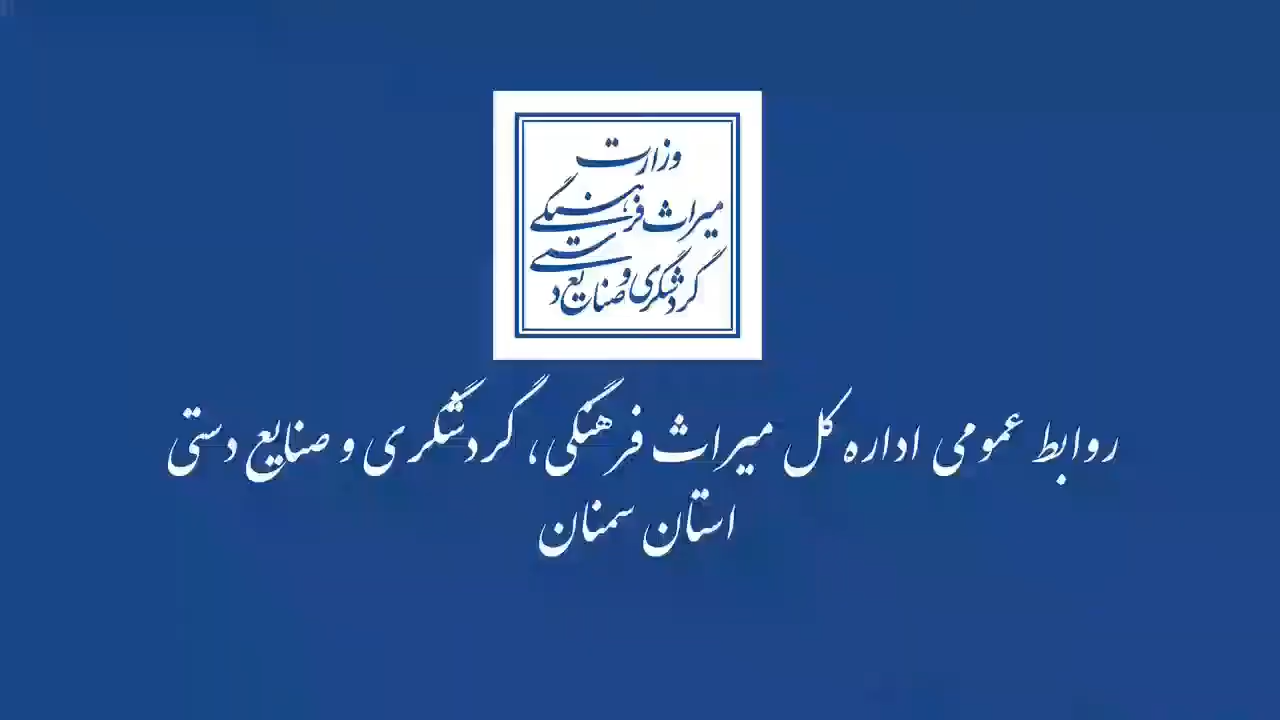 وزارت
میراث فرهنگی
گردشگری و صنایع دستی
روابط عمومی اداره کل میراث فرهنگی، گردشگری و صنایع دستی
استان سمنان